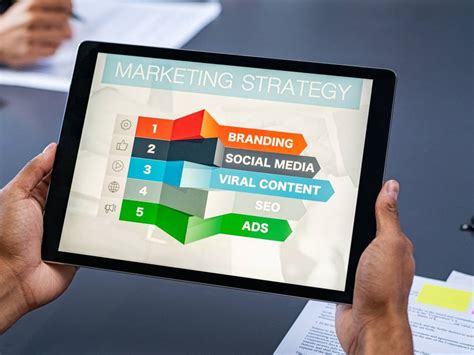 MARKETING STRATEGY
1 BRANDING
2 SOCIAL MEDIA
3 VIRAL CONTENT
4 SEO
5 ADS